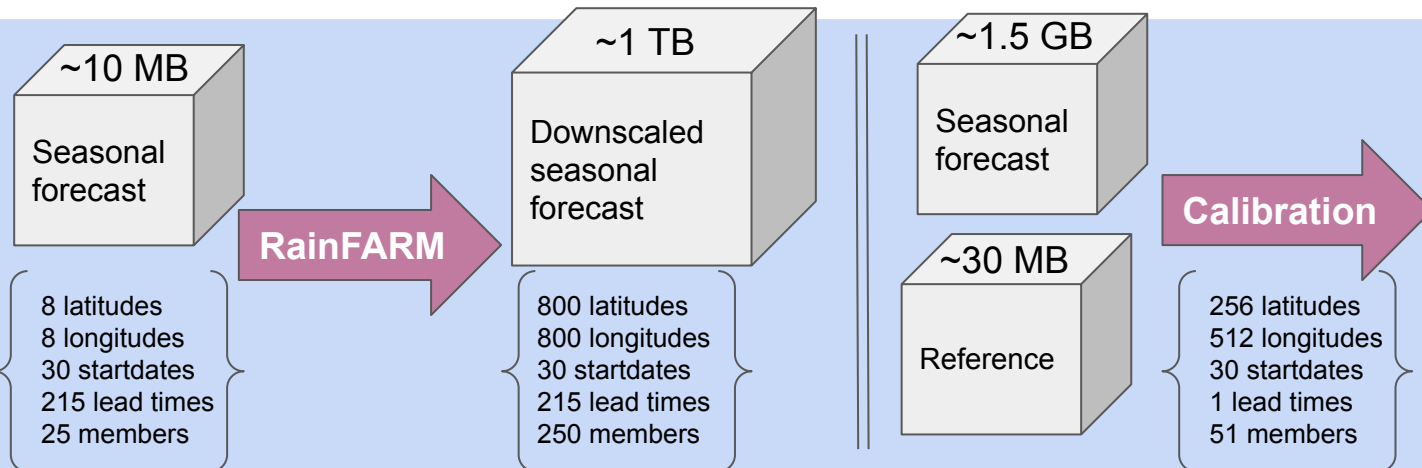 ~10 MB
Seasonal
forecast
8 latitudes
8 longitudes
30 startdates
215 lead times
25 members
RainFARM
~1 TB
Downscaled
seasonal
forecast
800 latitudes
800 longitudes
30 startdates
215 lead times
250 members
~1.5 GB
Seasonal
forecast
~30 MB
Reference
Calibration
256 latitudes
512 longitudes
30 startdates
1 lead times
51 members